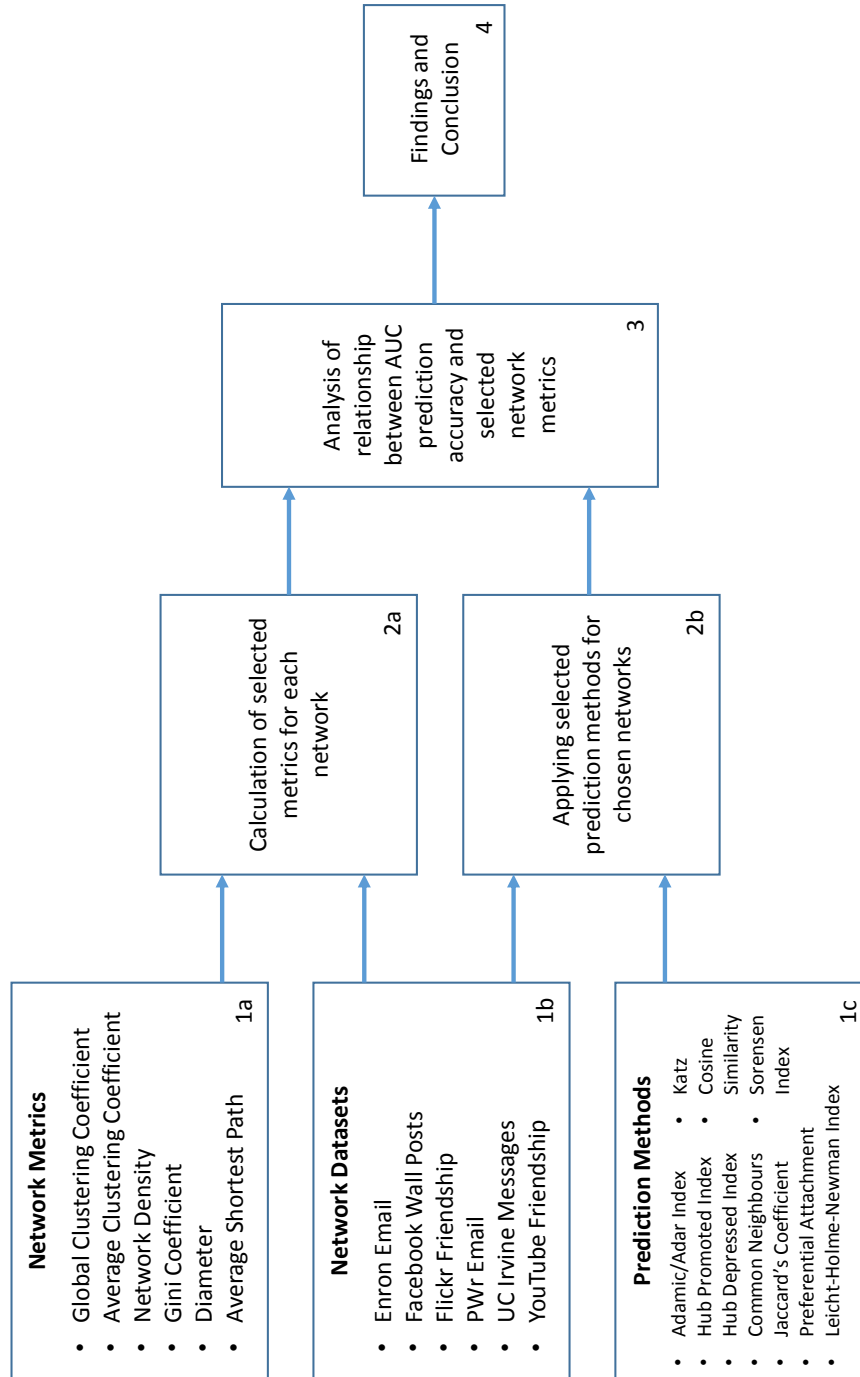 Network Metrics
• Global Clustering Coefficient
• Average Clustering Coefficient
• Network Density
• Gini Coefficient
• Diameter
• Average Shortest Path
1a
Network Datasets
• Enron Email
• Facebook Wall Posts
• Flickr Friendship
• PWr Email
• UC Irvine Messages
• YouTube Friendship
1b
Prediction Methods
• Adamic/Adar Index
• Hub Promoted Index
• Hub Depressed Index
• Common Neighbours
• Jaccard's Coefficient
• Preferential Attachment
• Leicht-Holme-Newman Index
• Katz
• Cosine
Similarity
• Sorensen
Index
1c
Calculation of selected
metrics for each
network
2a
Applying selected
prediction methods for
chosen networks
2b
Analysis of
relationship
between AUC
prediction
accuracy and
selected
network
metrics
3
Findings and
Conclusion
4